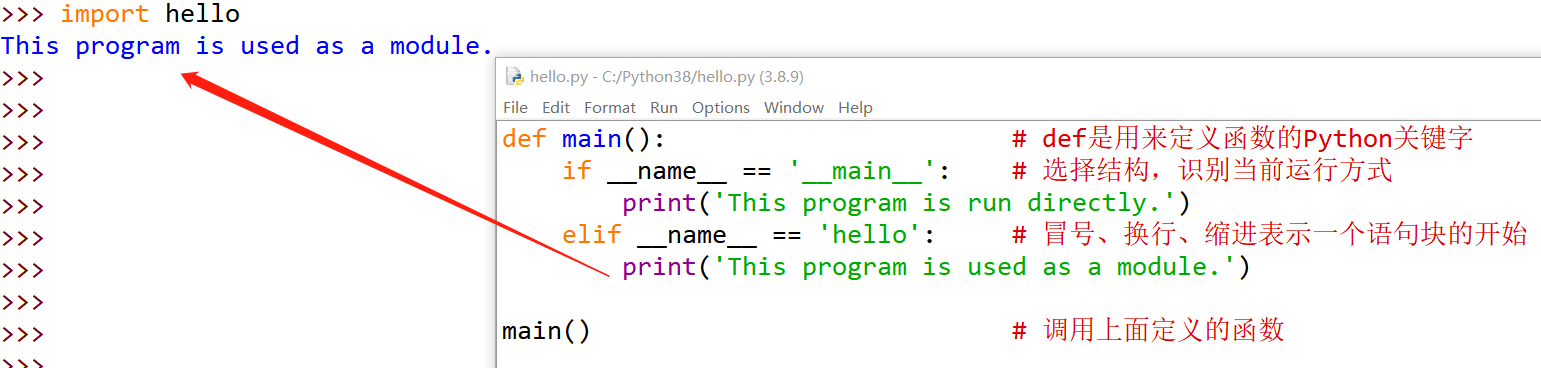 >>> import hello
This program is used as a module.
>>>
>>>
>>>
>>>
>>>
>>>
>>>
>>>
>>>
>>>
hello.py - C:/Python38/hello.py (3.8.9)
File Edit Format Run Options Window Help
def main():                       # def是用来定义函数的Python关键字
    if __name__ == '__main__':    # 选择结构，识别当前运行方式
        print('This program is run directly.')
    elif __name__ == 'hello':     # 冒号、换行、缩进表示一个语句块的开始
        print('This program is used as a module.')
main()                            # 调用上面定义的函数